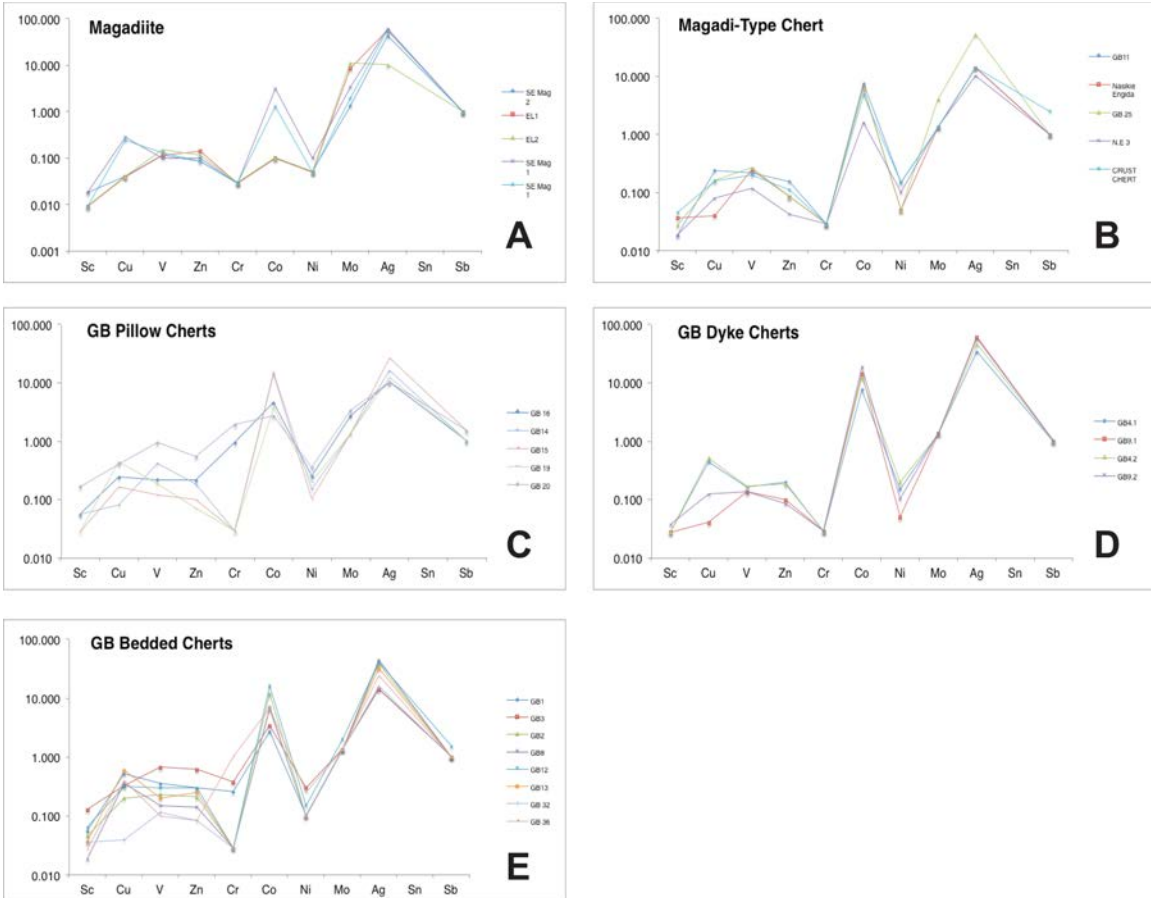 Magadiite
100.000
10.000
1.000
0.100
0.010
0.001
Sc Cu V Zn Cr Co Ni Mo Ag Sn Sb
SE Mag
2
EL1
EL2
SE Mag
1
SE Mag 1
A
Magadi-Type Chert
100.000
10.000
1.000
0.100
0.010
Sc Cu V Zn Cr Co Ni Mo Ag Sn Sb
GB11
Nasikie
Engida
GB 25
N.E 3
CRUST
CHERT
B
GB Pillow Cherts
100.000
10.000
1.000
0.100
0.010
Sc Cu V Zn Cr Co Ni Mo Ag Sn Sb
GB 16
GB14
GB15
GB 19
GB 20
C
GB Dyke Cherts
100.000
10.000
1.000
0.100
0.010
Sc Cu V Zn Cr Co Ni Mo Ag Sn Sb
GB4.1
GB9.1
GB4.2
GB9.2
D
GB Bedded Cherts
100.000
10.000
1.000
0.100
0.010
Sc Cu V Zn Cr Co Ni Mo Ag Sn Sb
GB1
GB3
GB2
GB8
GB12
GB13
GB 32
GB 36
E